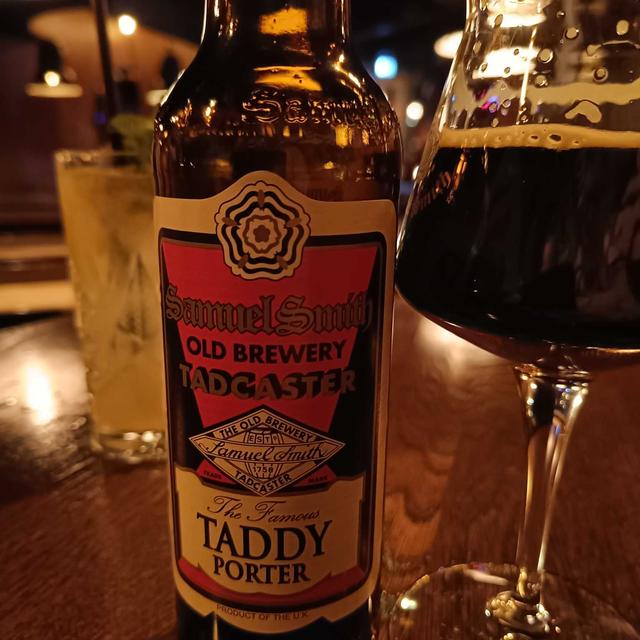 Samuel Smith
OLD BREWERY
TADCASTER
THE OLD BREWERY
ESTD
Samuel Smith
1758
TRADE MARK
TADCASTER
The Famous
TADDY
PORTER
PRODUCT OF THE U.K.